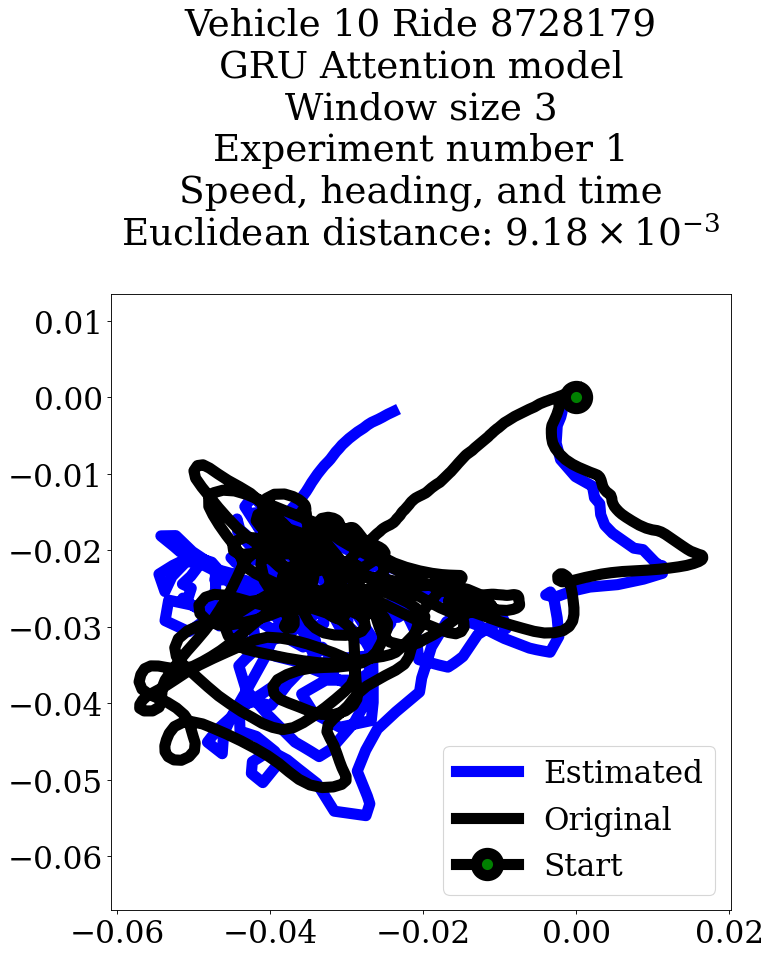 Vehicle 10 Ride 8728179
GRU Attention model
Window size 3
Experiment number 1
Speed, heading, and time
Euclidean distance: 9.18 × 10⁻³
0.01
0.00
−0.01
−0.02
−0.03
−0.04
−0.05
−0.06
Estimated
Original
Start
−0.06 −0.04 −0.02 0.00 0.02